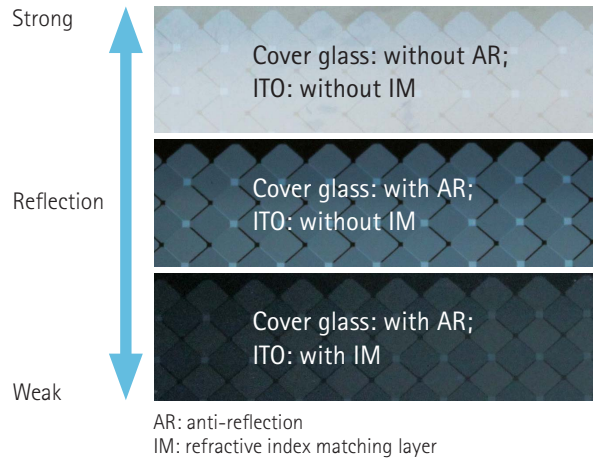 Strong
Cover glass: without AR;
ITO: without IM
Reflection
Cover glass: with AR;
ITO: without IM
Cover glass: with AR;
ITO: with IM
Weak
AR: anti-reflection
IM: refractive index matching layer